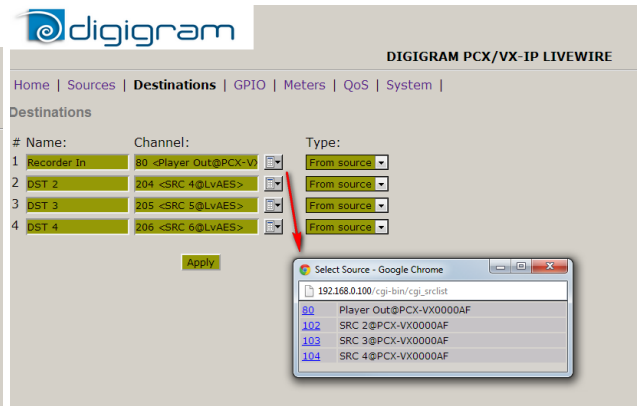 digigram
DIGIGRAM PCX/VX-IP LIVEWIRE
Home | Sources | Destinations | GPIO | Meters | QoS | System |
Destinations
# Name: Channel: Type:
1 Recorder In 80 <Player Out@PCX-VX From source
2 DST 2 204 <SRC 4@LvAES> From source
3 DST 3 205 <SRC 5@LvAES> From source
4 DST 4 206 <SRC 6@LvAES> From source
Apply
Select Source - Google Chrome
192.168.0.100/cgi-bin/cgi_srclist
80 Player Out@PCX-VX0000AF
102 SRC 2@PCX-VX0000AF
103 SRC 3@PCX-VX0000AF
104 SRC 4@PCX-VX0000AF